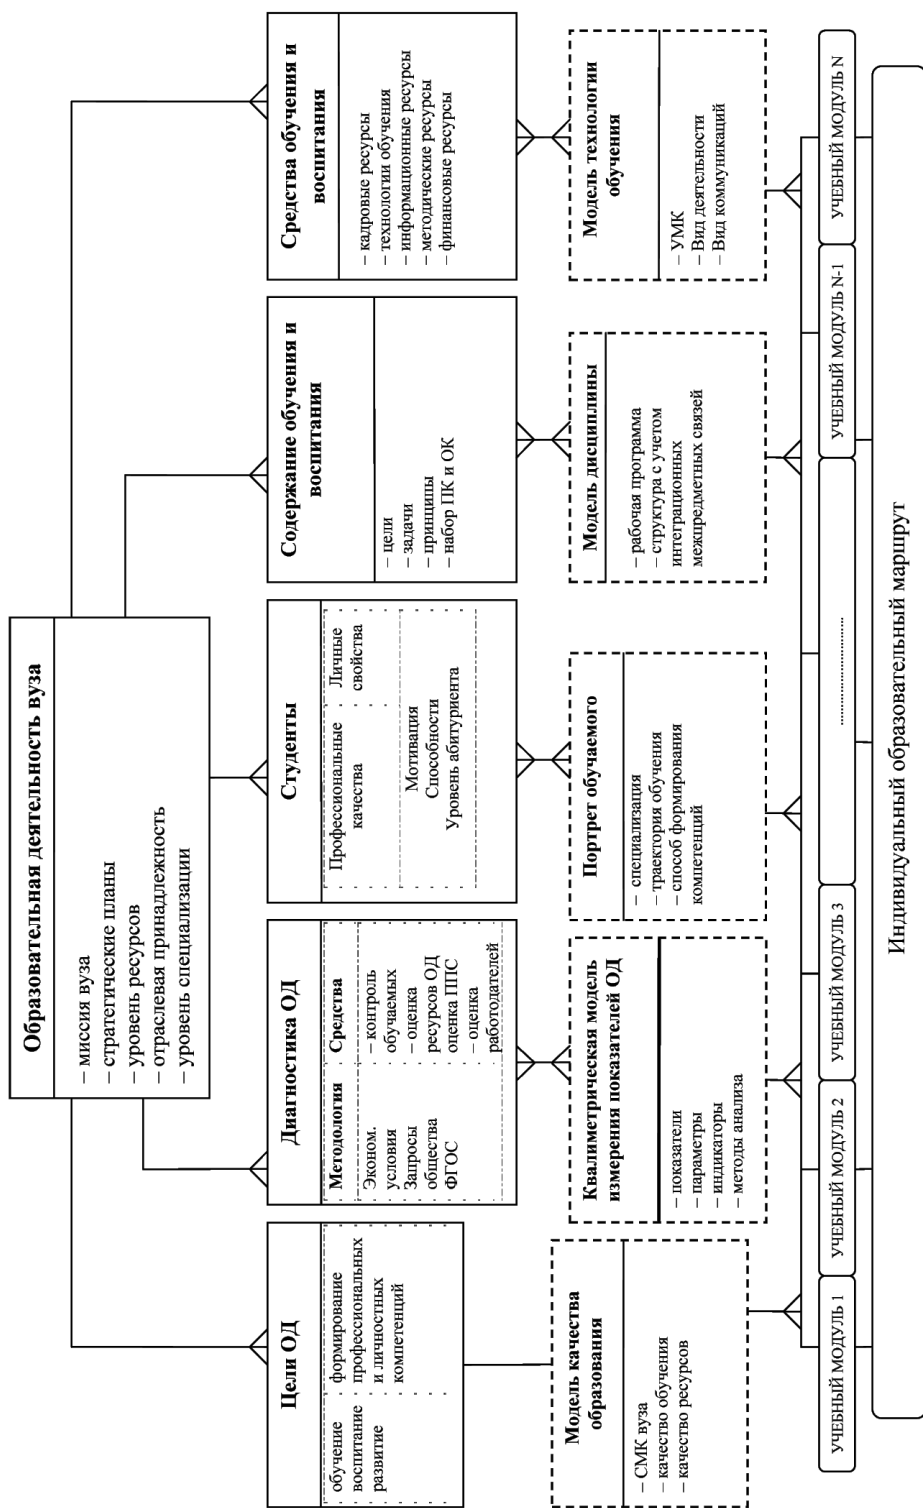 Образовательная деятельность вуза
– миссия вуза
– стратегические планы
– уровень ресурсов
– отраслевая принадлежность
– уровень специализации
Цели ОД
обучение
воспитание
развитие
формирование
профессиональных
и личностных
компетенций
Диагностика ОД
Методология
Эконом.
условия
Запросы
общества
ФГОС
Средства
– контроль
обучаемых
– оценка
ресурсов ОД
оценка ППС
– оценка
работодателей
Студенты
Профессиональные
качества
Личные
свойства
Мотивация
Способности
Уровень абитуриента
Содержание обучения и
воспитания
– цели
– задачи
– принципы
– набор ПК и ОК
Средства обучения и
воспитания
– кадровые ресурсы
– технологии обучения
– информационные ресурсы
– методические ресурсы
– финансовые ресурсы
Модель качества
образования
– СМК вуза
– качество обучения
– качество ресурсов
Квалиметрическая модель
измерения показателей ОД
– показатели
– параметры
– индикаторы
– методы анализа
Портрет обучаемого
– специализация
– траектория обучения
– способ формирования
компетенций
Модель дисциплины
– рабочая программа
– структура с учетом
интеграционных
межпредметных связей
Модель технологии
обучения
– УМК
– Вид деятельности
– Вид коммуникаций
УЧЕБНЫЙ МОДУЛЬ 1
УЧЕБНЫЙ МОДУЛЬ 2
УЧЕБНЫЙ МОДУЛЬ 3
........................
УЧЕБНЫЙ МОДУЛЬ N-1
УЧЕБНЫЙ МОДУЛЬ N
Индивидуальный образовательный маршрут